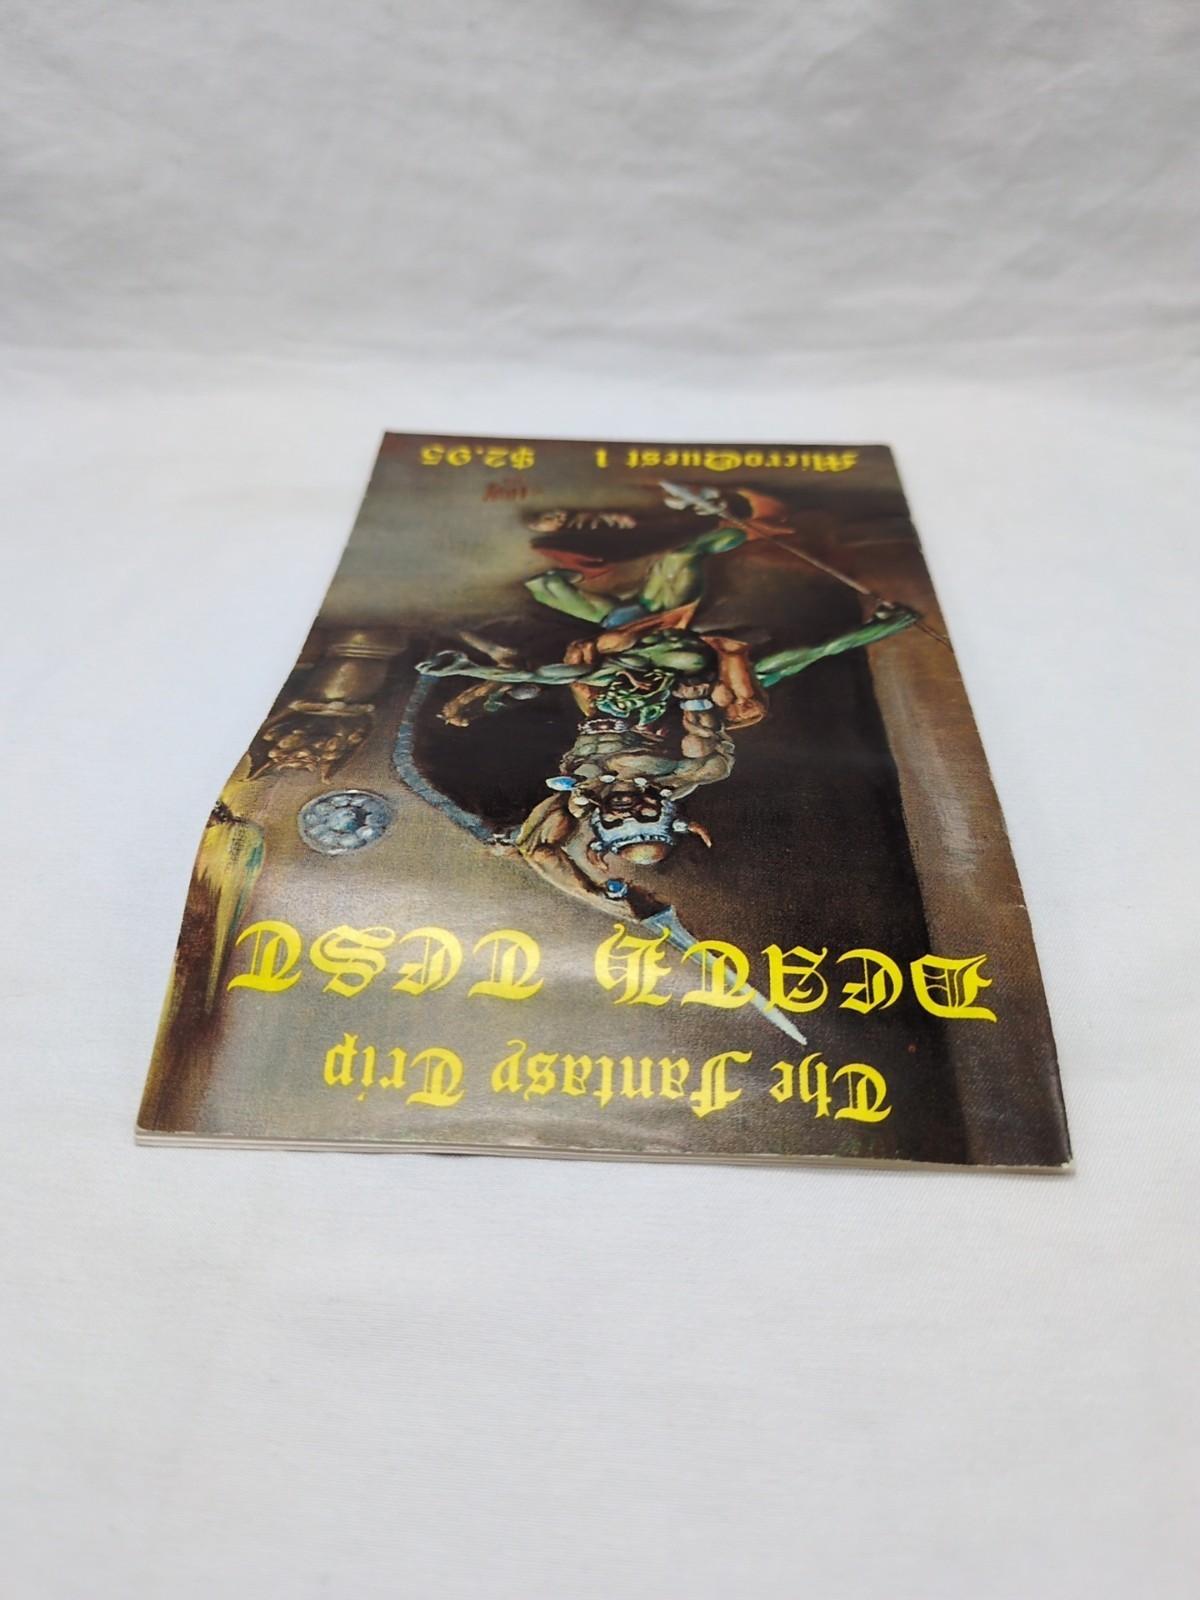 The Fantasy Trip
DEATH TEST
MicroQuest 1 $2.95